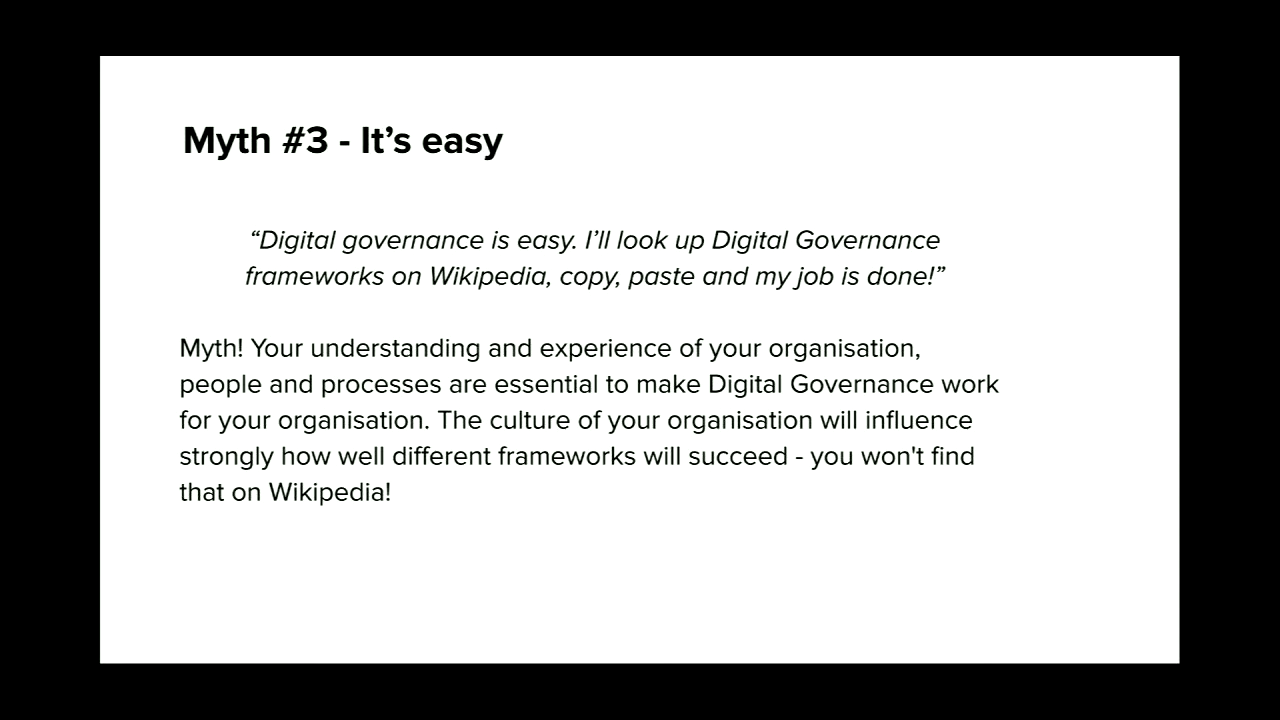 Myth #3 - It’s easy
“Digital governance is easy. I’ll look up Digital Governance
frameworks on Wikipedia, copy, paste and my job is done!”
Myth! Your understanding and experience of your organisation,
people and processes are essential to make Digital Governance work
for your organisation. The culture of your organisation will influence
strongly how well different frameworks will succeed - you won't find
that on Wikipedia!